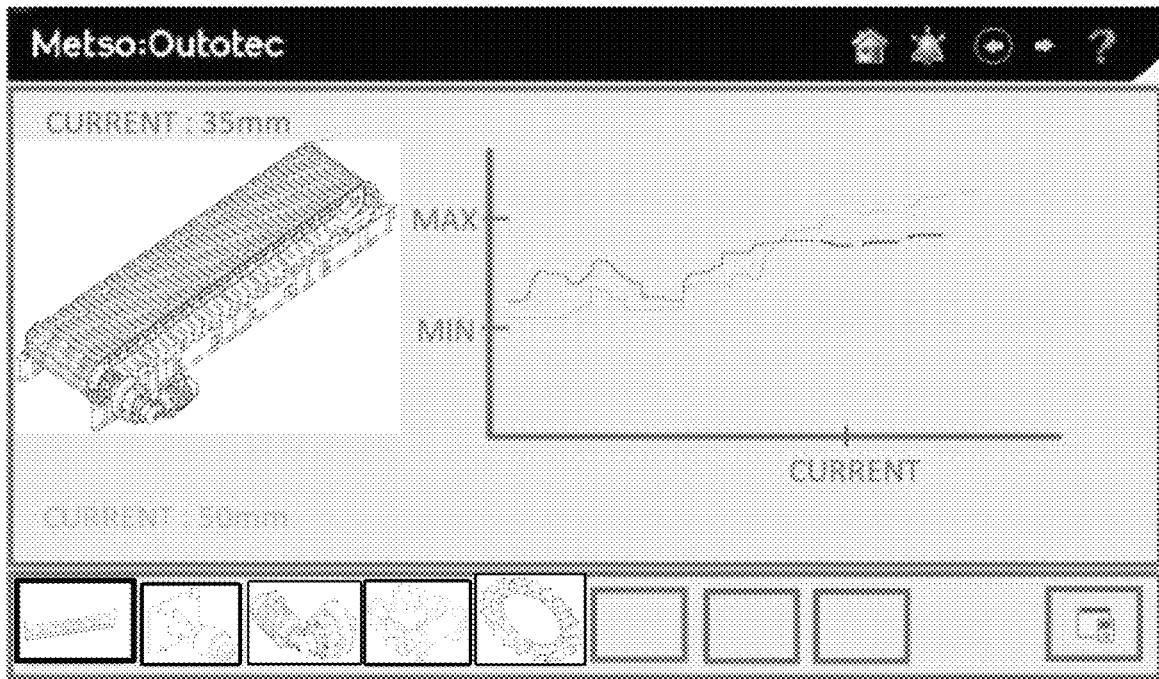 Metso:Outotec
?
CURRENT : 35mm
MAX
MIN
CURRENT
CURRENT : 50mm